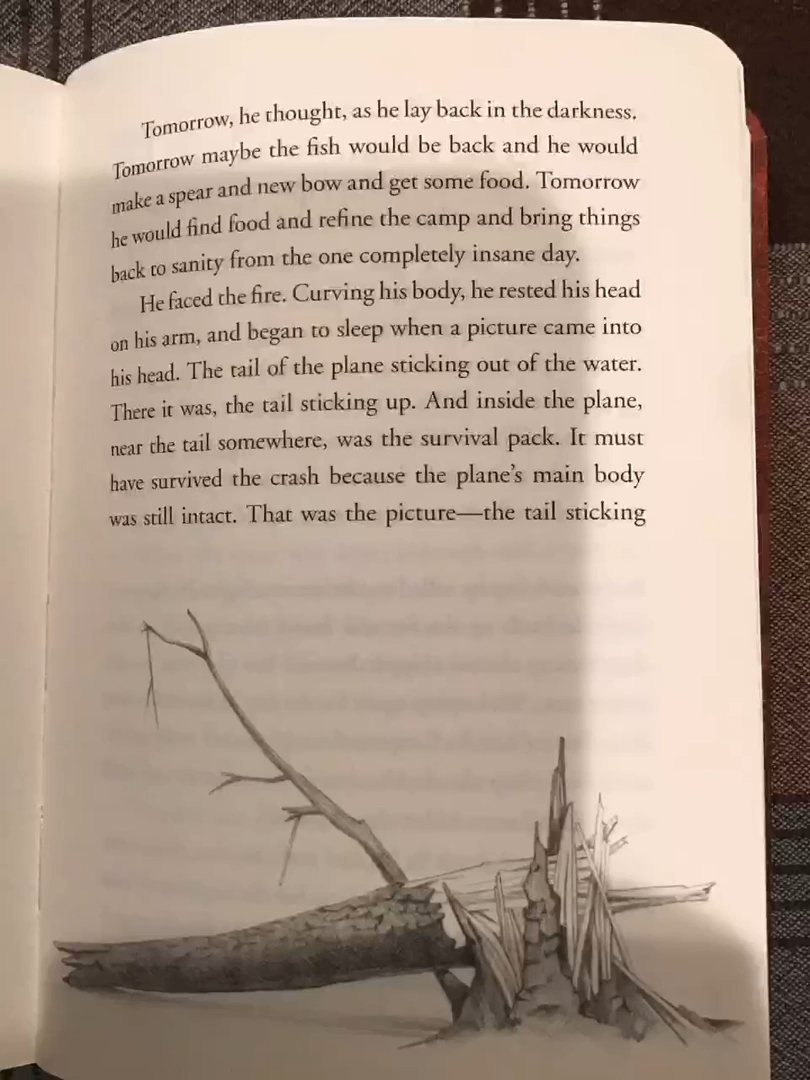 Tomorrow, he thought, as he lay back in the darkness.
Tomorrow maybe the fish would be back and he would
make a spear and new bow and get some food. Tomorrow
he would find food and refine the camp and bring things
back to sanity from the one completely insane day.
He faced the fire. Curving his body, he rested his head
on his arm, and began to sleep when a picture came into
his head. The tail of the plane sticking out of the water.
There it was, the tail sticking up. And inside the plane,
near the tail somewhere, was the survival pack. It must
have survived the crash because the plane’s main body
was still intact. That was the picture—the tail sticking